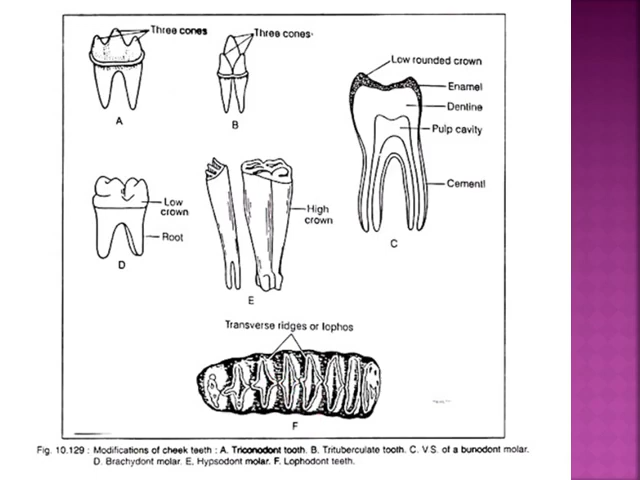 Three cones
Three cones
A
B
Low rounded crown
Enamel
Dentine
Pulp cavity
Cementl
C
Low
crown
Root
D
High
crown
E
Transverse ridges or lophos
F
Fig. 10.129 : Modifications of cheek teeth : A. Triconodont tooth. B. Trituberculate tooth. C. V.S. of a bunodont molar.
D. Brachydont molar. E. Hypsodont molar. F. Lophodont teeth.